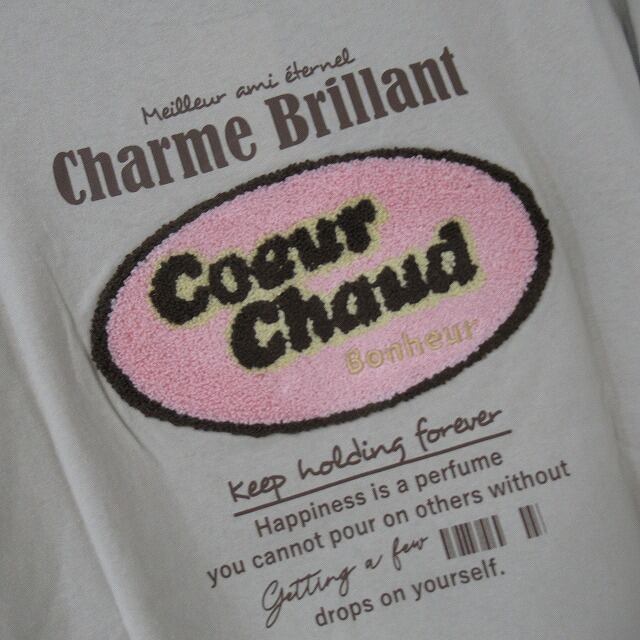 Meilleur ami éternel
Charme Brillant
Coeur
Chaud
Bonheur
Keep holding forever
Happiness is a perfume
you cannot pour on others without
Getting a few
drops on yourself.